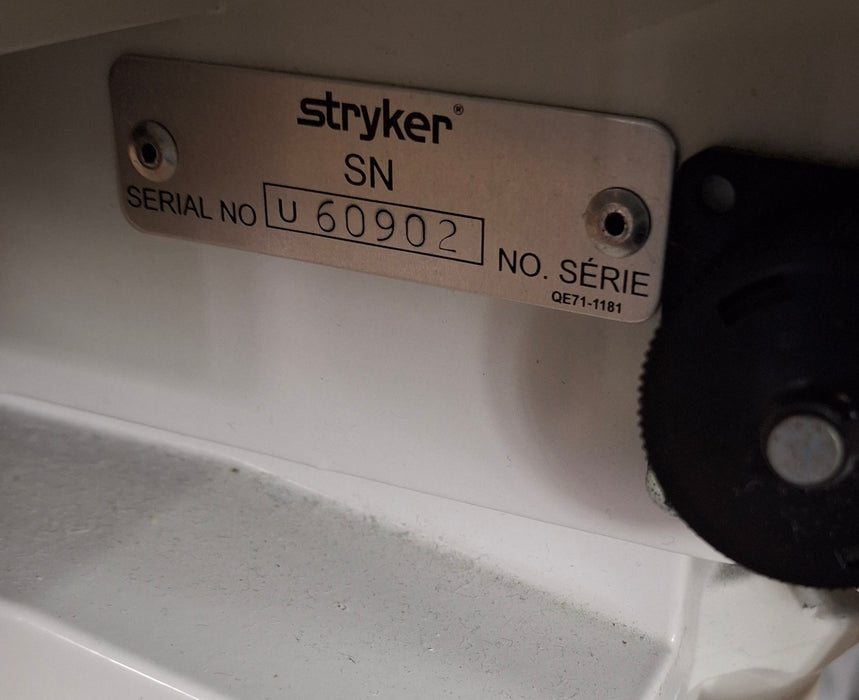 stryker®
SN
SERIAL NO U 60902 NO. SÉRIE
QE71-1181